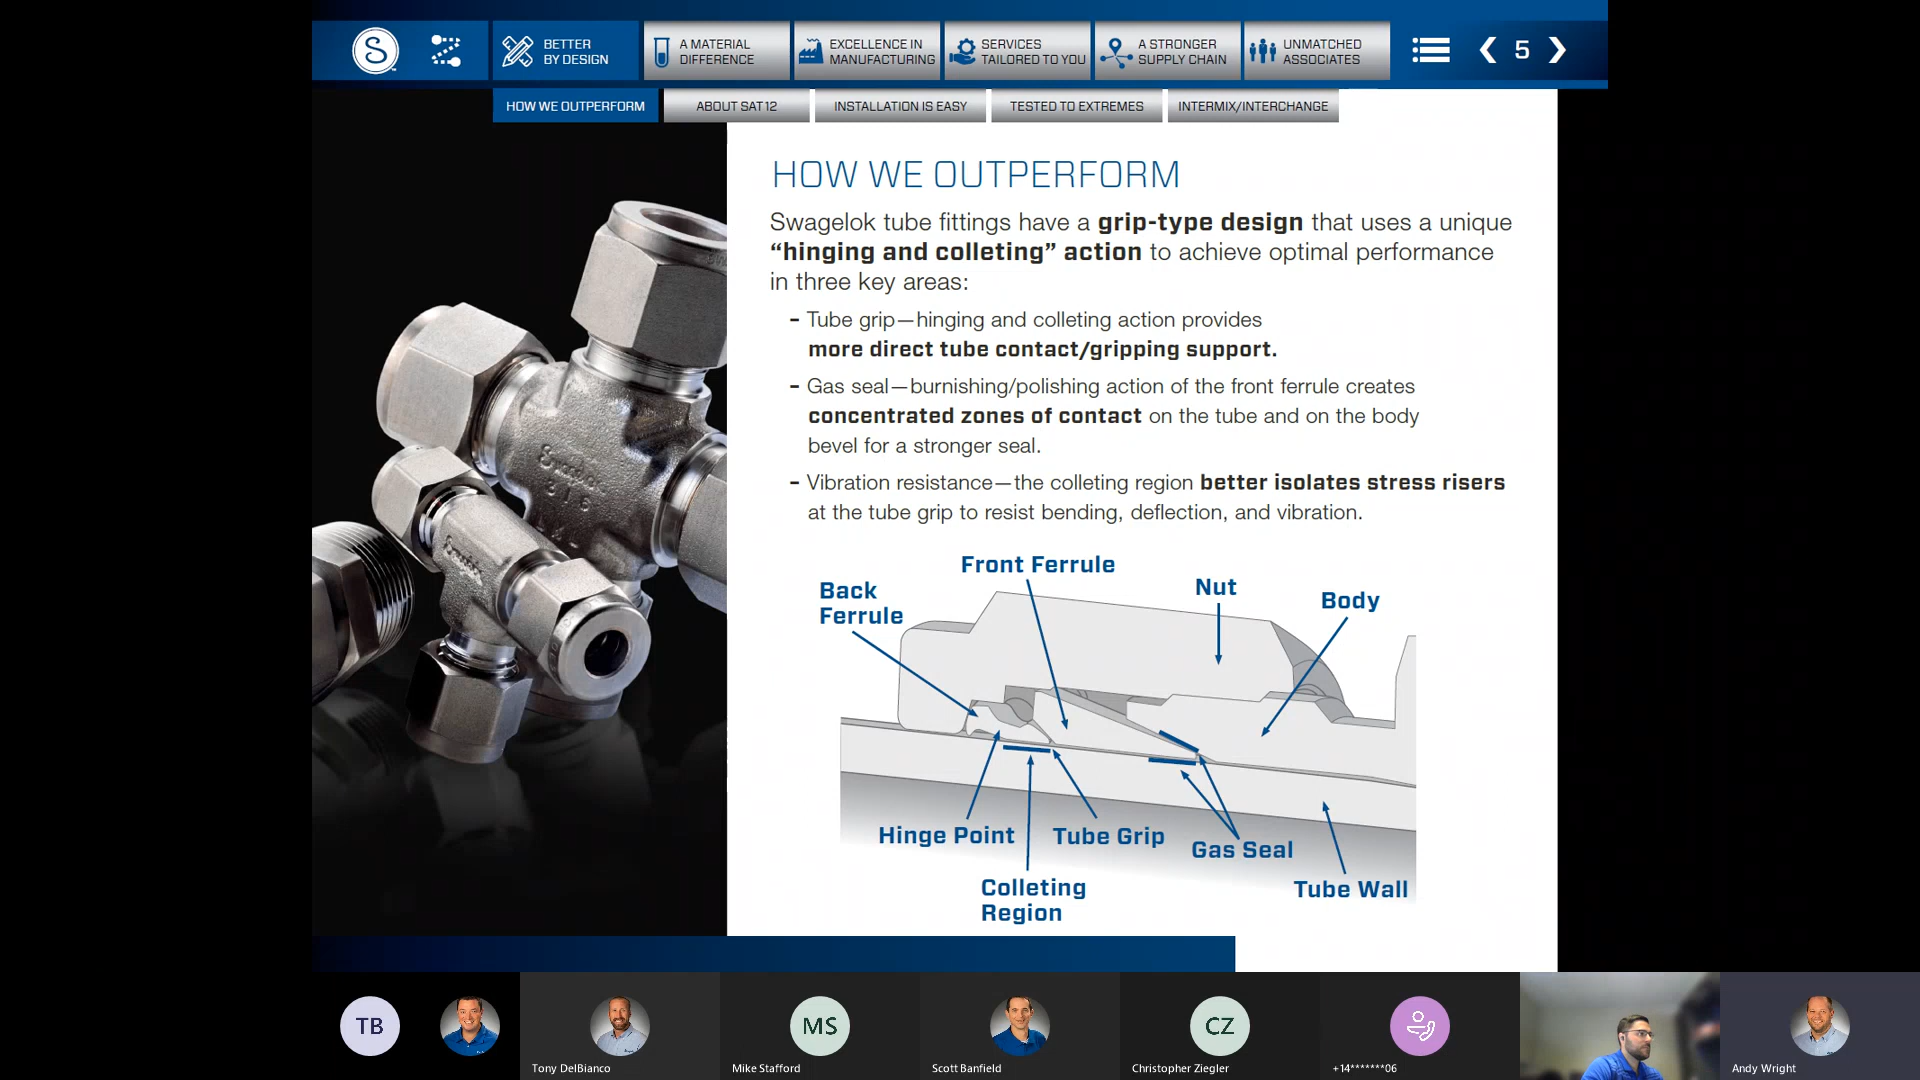 S
BETTER
BY DESIGN
A MATERIAL
DIFFERENCE
EXCELLENCE IN
MANUFACTURING
SERVICES
TAILORED TO YOU
A STRONGER
SUPPLY CHAIN
UNMATCHED
ASSOCIATES
5
HOW WE OUTPERFORM
ABOUT SAT 12
INSTALLATION IS EASY
TESTED TO EXTREMES
INTERMIX/INTERCHANGE
HOW WE OUTPERFORM
Swagelok tube fittings have a grip-type design that uses a unique
“hinging and colleting” action to achieve optimal performance
in three key areas:
– Tube grip—hinging and colleting action provides
more direct tube contact/gripping support.
– Gas seal—burnishing/polishing action of the front ferrule creates
concentrated zones of contact on the tube and on the body
bevel for a stronger seal.
– Vibration resistance—the colleting region better isolates stress risers
at the tube grip to resist bending, deflection, and vibration.
Front Ferrule
Back
Ferrule
Nut
Body
Hinge Point
Tube Grip
Gas Seal
Colleting
Region
Tube Wall
Swagelok
316
TB
MS
CZ
Tony DelBianco
Mike Stafford
Scott Banfield
Christopher Ziegler
+14*******06
Andy Wright